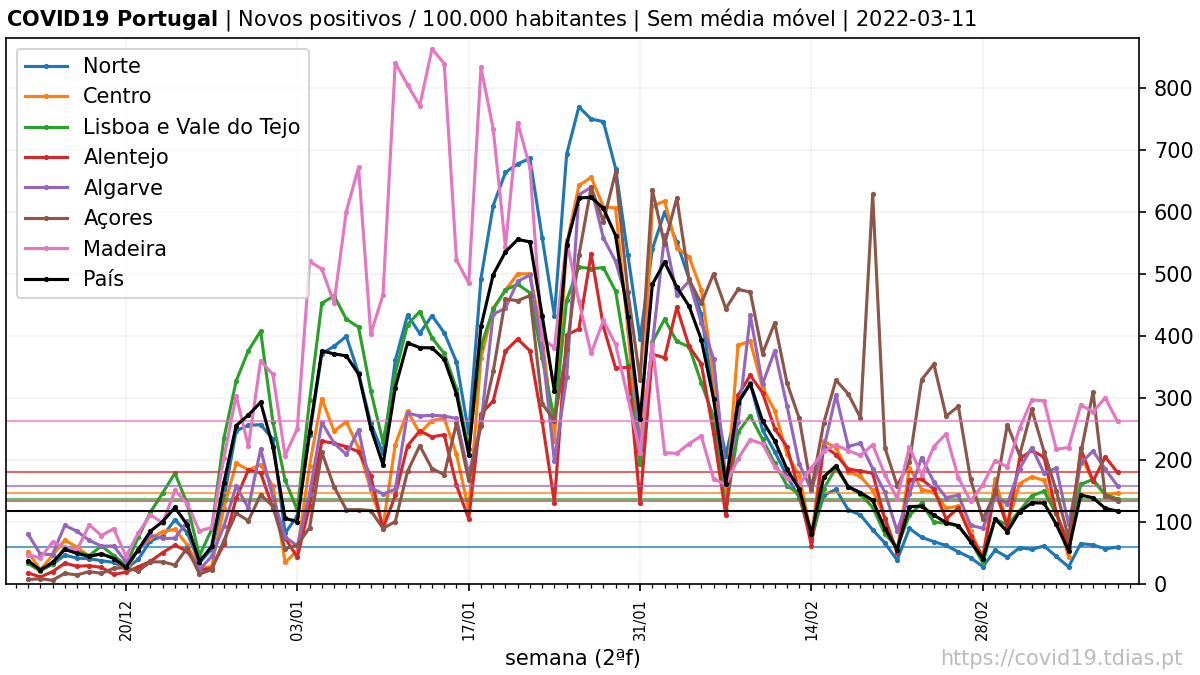 COVID19 Portugal | Novos positivos / 100.000 habitantes | Sem média móvel | 2022-03-11
Norte
Centro
Lisboa e Vale do Tejo
Alentejo
Algarve
Açores
Madeira
País
800
700
600
500
400
300
200
100
0
20/12
03/01
17/01
31/01
14/02
28/02
semana (2ªf)
https://covid19.tdias.pt